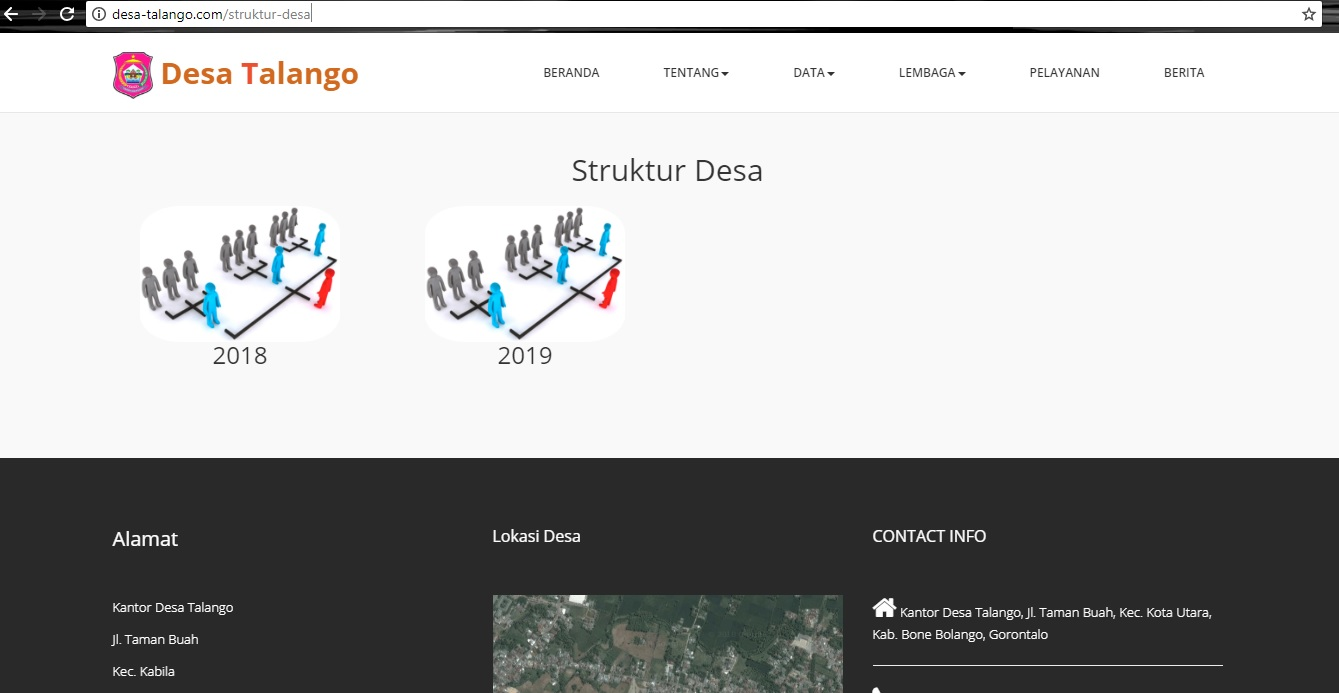 desa-talango.com/struktur-desa
Desa Talango
BERANDA
TENTANG
DATA
LEMBAGA
PELAYANAN
BERITA
Struktur Desa
2018
2019
Alamat
Kantor Desa Talango
Jl. Taman Buah
Kec. Kabila
Lokasi Desa
CONTACT INFO
Kantor Desa Talango, Jl. Taman Buah, Kec. Kota Utara,
Kab. Bone Bolango, Gorontalo